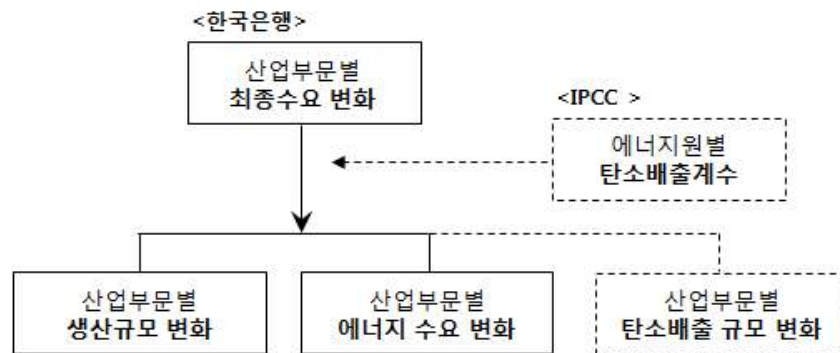 <한국은행>
산업부문별
최종수요 변화
<IPCC >
에너지원별
탄소배출계수
산업부문별
생산규모 변화
산업부문별
에너지 수요 변화
산업부문별
탄소배출 규모 변화